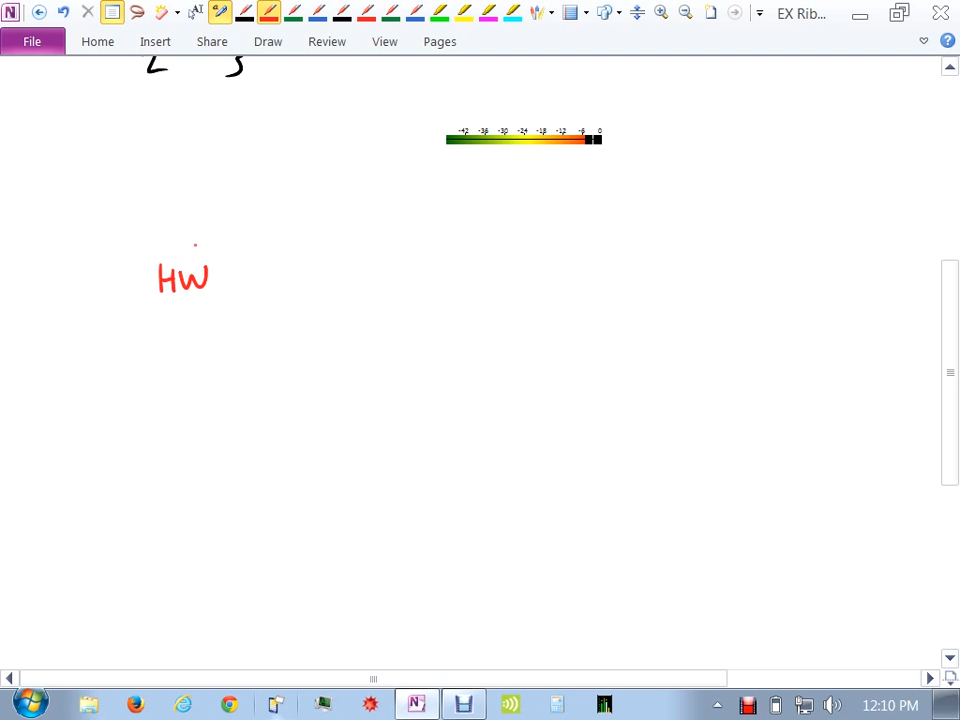 EX Rib...
File Home Insert Share Draw Review View Pages
-42 -36 -30 -24 -18 -12 -6 0
HW
12:10 PM